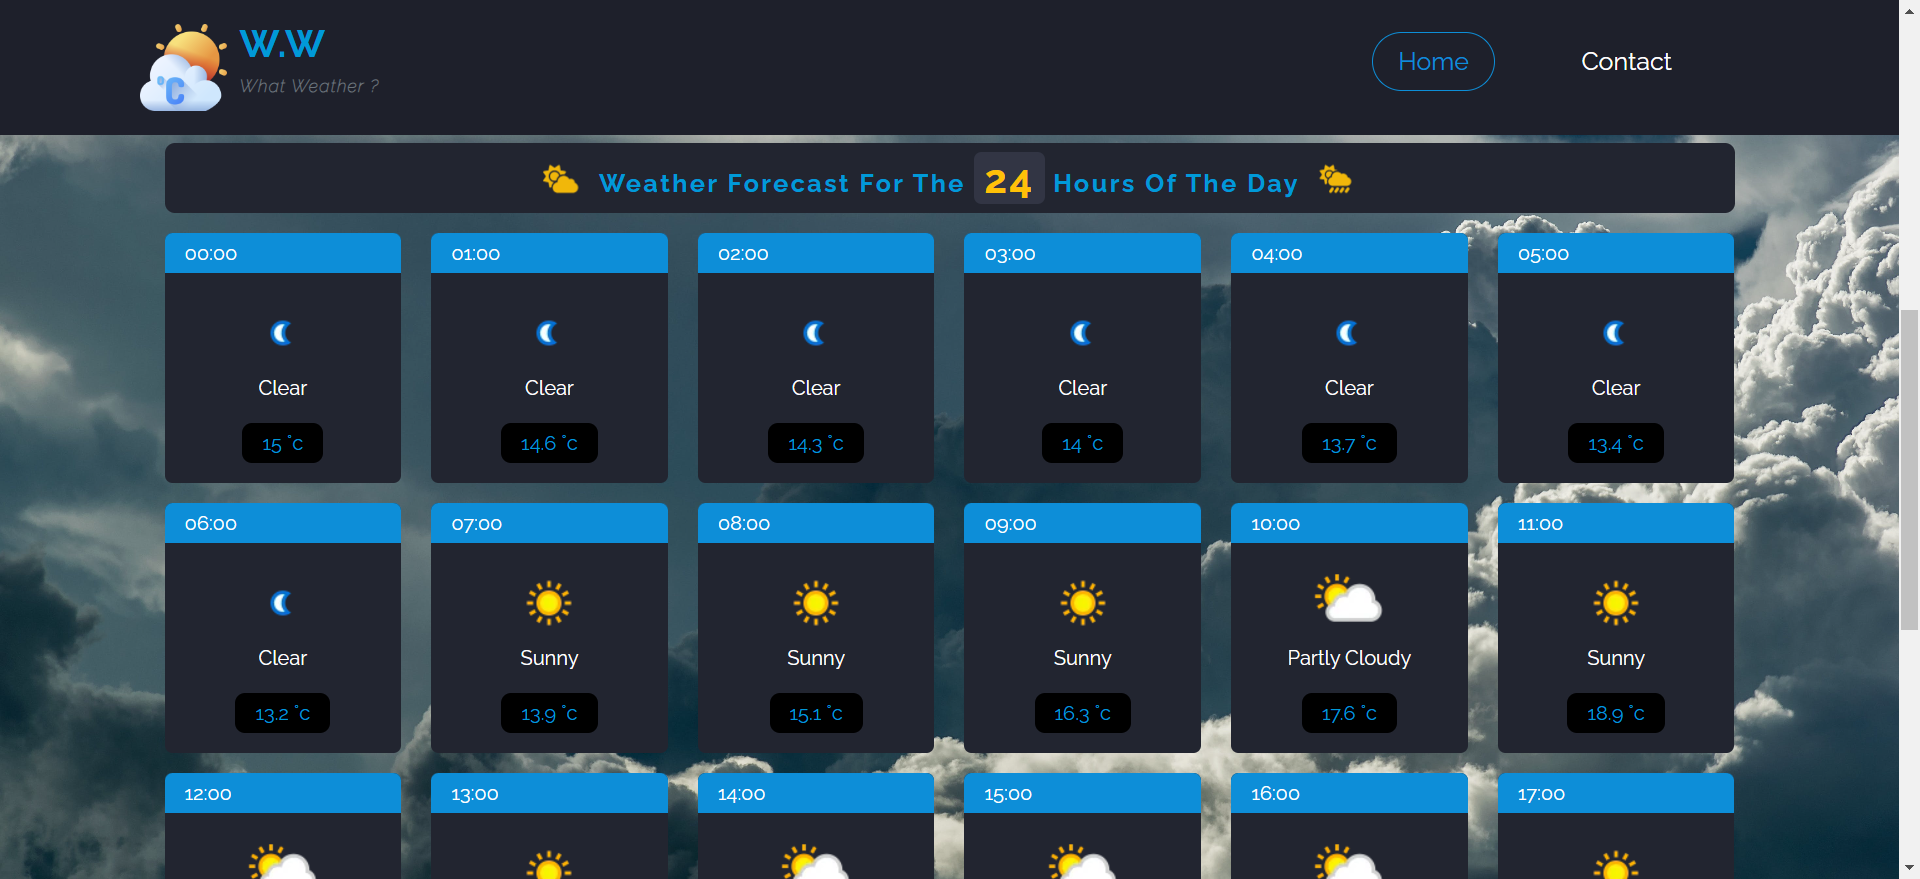 W.W
What Weather ?
Home
Contact
Weather Forecast For The 24 Hours Of The Day
00:00
01:00
02:00
03:00
04:00
05:00
Clear
Clear
Clear
Clear
Clear
Clear
15 °c
14.6 °c
14.3 °c
14 °c
13.7 °c
13.4 °c
06:00
07:00
08:00
09:00
10:00
11:00
Clear
Sunny
Sunny
Sunny
Partly Cloudy
Sunny
13.2 °c
13.9 °c
15.1 °c
16.3 °c
17.6 °c
18.9 °c
12:00
13:00
14:00
15:00
16:00
17:00